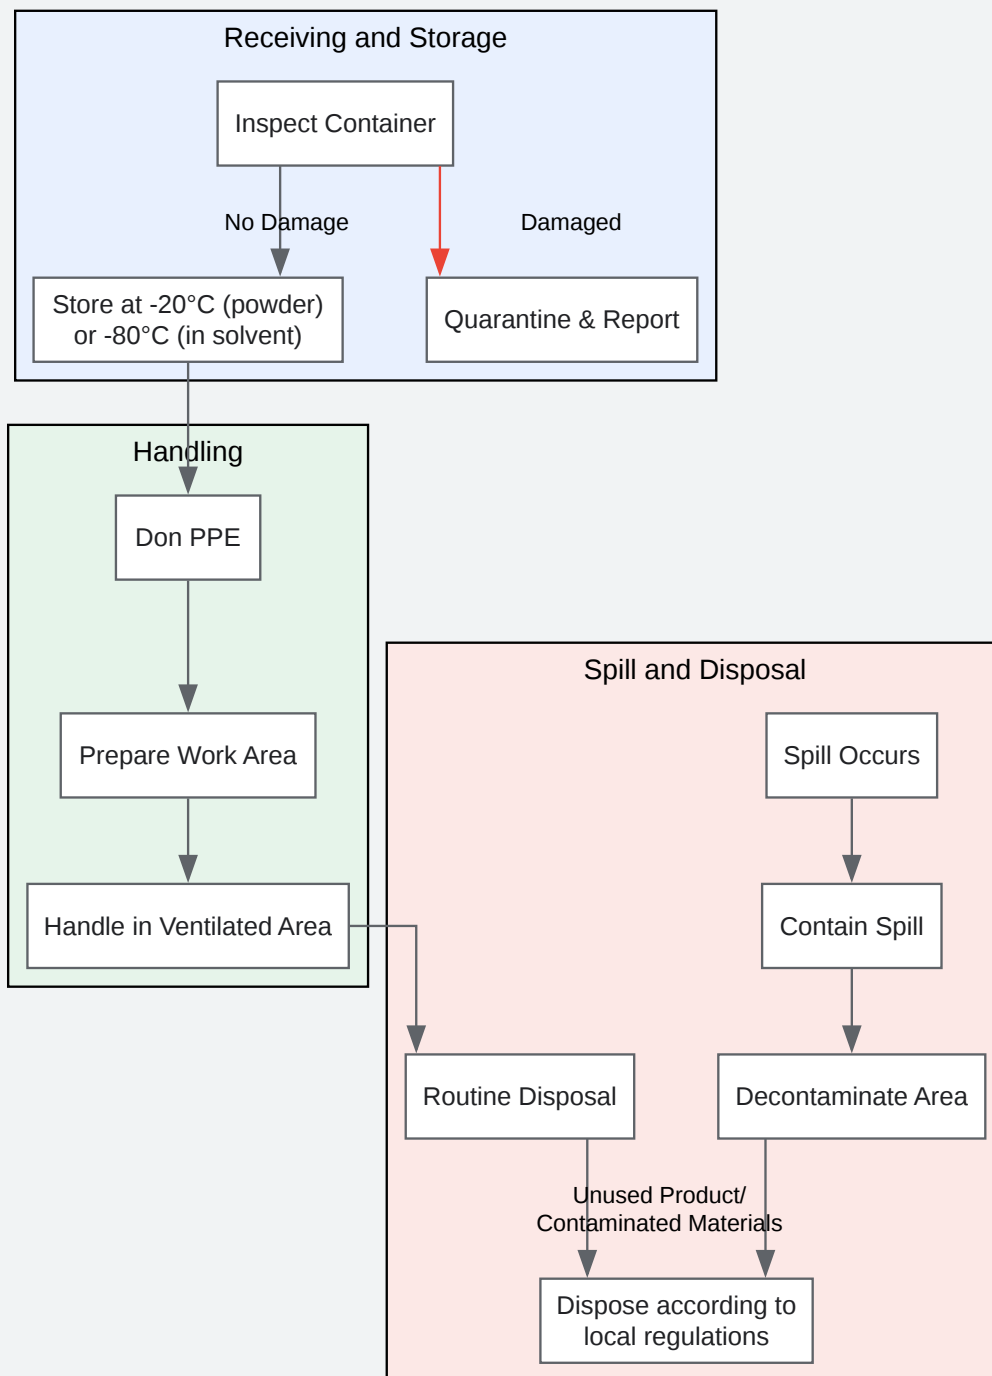 Receiving and Storage
Inspect Container
No Damage
Damaged
Store at -20°C (powder)
or -80°C (in solvent)
Quarantine & Report
Handling
Don PPE
Prepare Work Area
Handle in Ventilated Area
Spill and Disposal
Spill Occurs
Contain Spill
Routine Disposal
Decontaminate Area
Unused Product/
Contaminated Materials
Dispose according to
local regulations